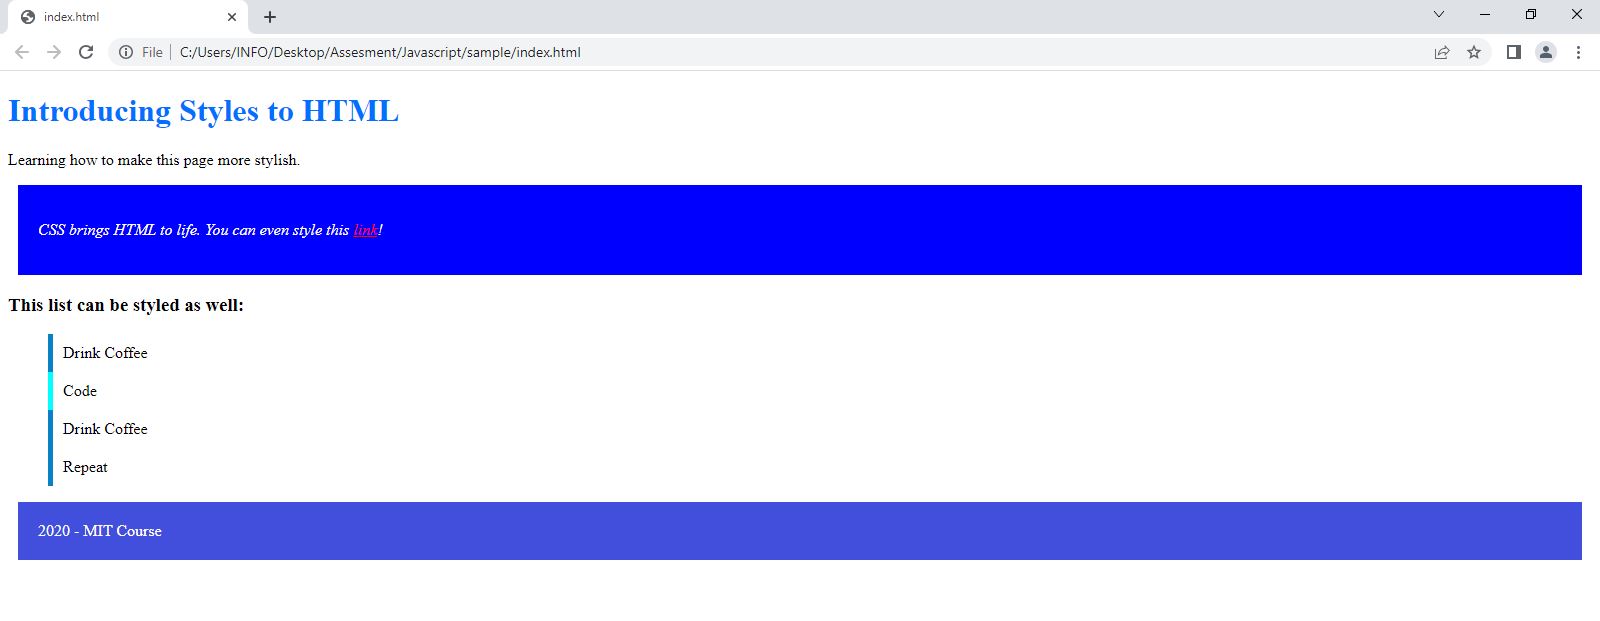 index.html
File
C:/Users/INFO/Desktop/Assesment/Javascript/sample/index.html
Introducing Styles to HTML
Learning how to make this page more stylish.
CSS brings HTML to life. You can even style this link!
This list can be styled as well:
Drink Coffee
Code
Drink Coffee
Repeat
2020 - MIT Course